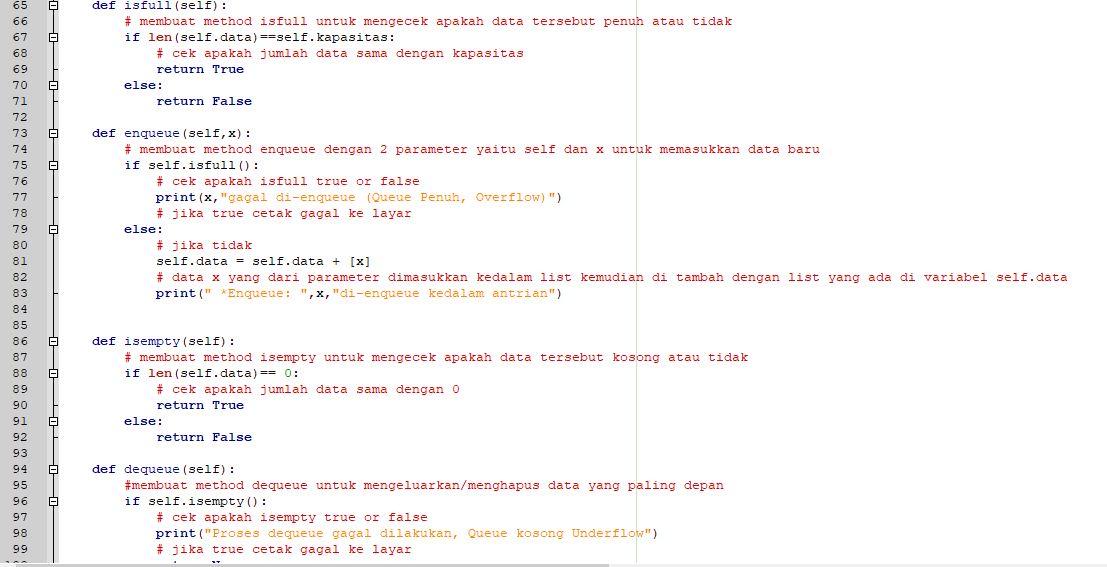 65 def isfull(self):
66 # membuat method isfull untuk mengecek apakah data tersebut penuh atau tidak
67 if len(self.data)==self.kapasitas:
68 # cek apakah jumlah data sama dengan kapasitas
69 return True
70 else:
71 return False
72
73 def enqueue(self,x):
74 # membuat method enqueue dengan 2 parameter yaitu self dan x untuk memasukkan data baru
75 if self.isfull():
76 # cek apakah isfull true or false
77 print(x,"gagal di-enqueue (Queue Penuh, Overflow)")
78 # jika true cetak gagal ke layar
79 else:
80 # jika tidak
81 self.data = self.data + [x]
82 # data x yang dari parameter dimasukkan kedalam list kemudian di tambah dengan list yang ada di variabel self.data
83 print(" *Enqueue: ",x,"di-enqueue kedalam antrian")
84
85
86 def isempty(self):
87 # membuat method isempty untuk mengecek apakah data tersebut kosong atau tidak
88 if len(self.data)== 0:
89 # cek apakah jumlah data sama dengan 0
90 return True
91 else:
92 return False
93
94 def dequeue(self):
95 #membuat method dequeue untuk mengeluarkan/menghapus data yang paling depan
96 if self.isempty():
97 # cek apakah isempty true or false
98 print("Proses dequeue gagal dilakukan, Queue kosong Underflow")
99 # jika true cetak gagal ke layar